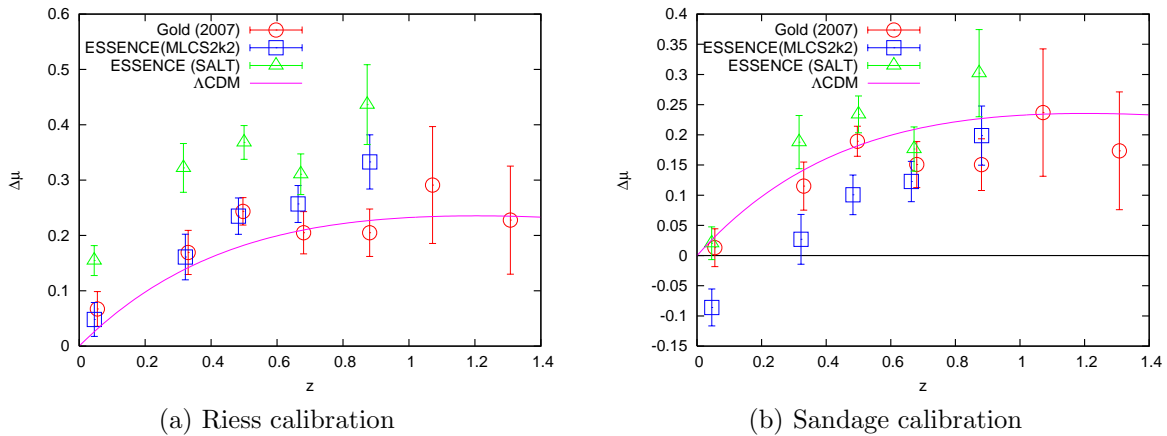 Gold (2007)
ESSENCE(MLCS2k2)
ESSENCE (SALT)
ΛCDM
0.6
0.5
0.4
0.3
0.2
0.1
0
Δμ
0
0.2
0.4
0.6
0.8
1
1.2
1.4
z
(a) Riess calibration
Gold (2007)
ESSENCE(MLCS2k2)
ESSENCE (SALT)
ΛCDM
0.4
0.35
0.3
0.25
0.2
0.15
0.1
0.05
0
-0.05
-0.1
-0.15
Δμ
0
0.2
0.4
0.6
0.8
1
1.2
1.4
z
(b) Sandage calibration